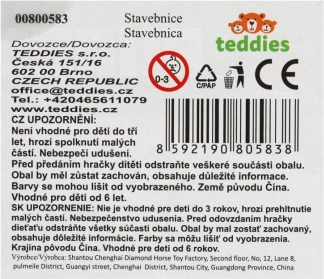 00800583
Stavebnice
Stavebnica
teddies
Dovozce/Dovozca:
TEDDIES s.r.o.
Česká 151/16
602 00 Brno
CZECH REPUBLIC
office@teddies.cz
Tel.: +420465611079
www.teddies.cz
0-3
C/PÁP
CE
CZ UPOZORNĚNÍ:
Není vhodné pro děti do tří
let, hrozí spolknutí malých
částí. Nebezpečí udušení.
8 592190 805838
Před předáním hračky dítěti odstraňte veškeré součásti obalu.
Obal by měl zůstat zachován, obsahuje důležité informace.
Barvy se mohou lišit od vyobrazeného. Země původu Čína.
Vhodné pro děti od 6 let.
SK UPOZORNENIE: Nie je vhodné pre deti do 3 rokov, hrozí prehltnutie
malých častí. Nebezpečenstvo udusenia. Pred odovzdaním hračky
dieťaťu odstráňte všetky súčasti obalu. Obal by mal zostať zachovaný,
obsahuje dôležité informácie. Farby sa môžu líšiť od vyobrazenia.
Krajina pôvodu Čína. Vhodné pre deti od 6 rokov.
Výrobce/Výrobca: Shantou Chenghai Diamond Horse Toy Factory, Second Floor, No, 12, Lane 8,
pulmeile District, Guangyi street, Chenghai District, Shantou City, Guangdong Province, China.